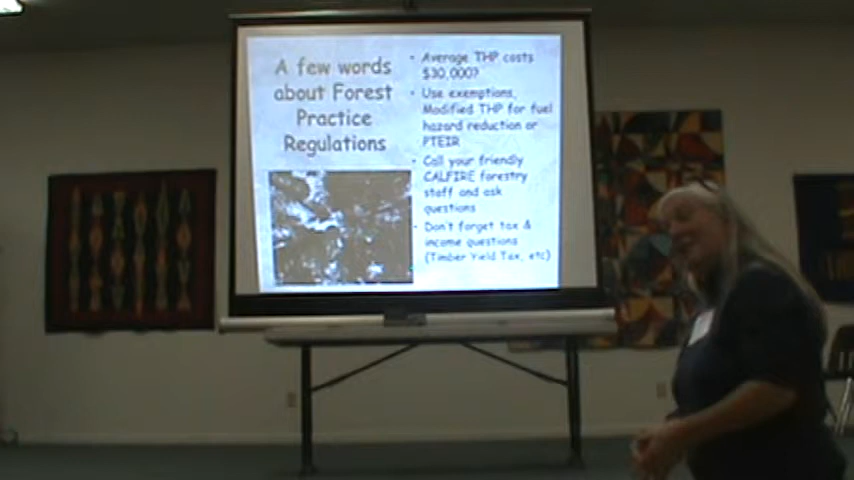 A few words
about Forest
Practice
Regulations
• Average THP costs
$30,000?
• Use exemptions,
Modified THP for fuel
hazard reduction or
PTEIR
• Call your friendly
CALFIRE forestry
staff and ask
questions
• Don't forget tax &
income questions
(Timber Yield Tax, etc)